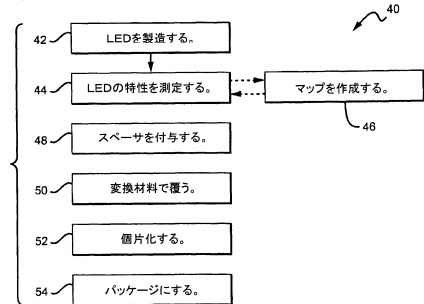 40
42
LEDを製造する。
44
LEDの特性を測定する。
マップを作成する。
46
48
スペーサを付与する。
50
変換材料で覆う。
52
個片化する。
54
パッケージにする。